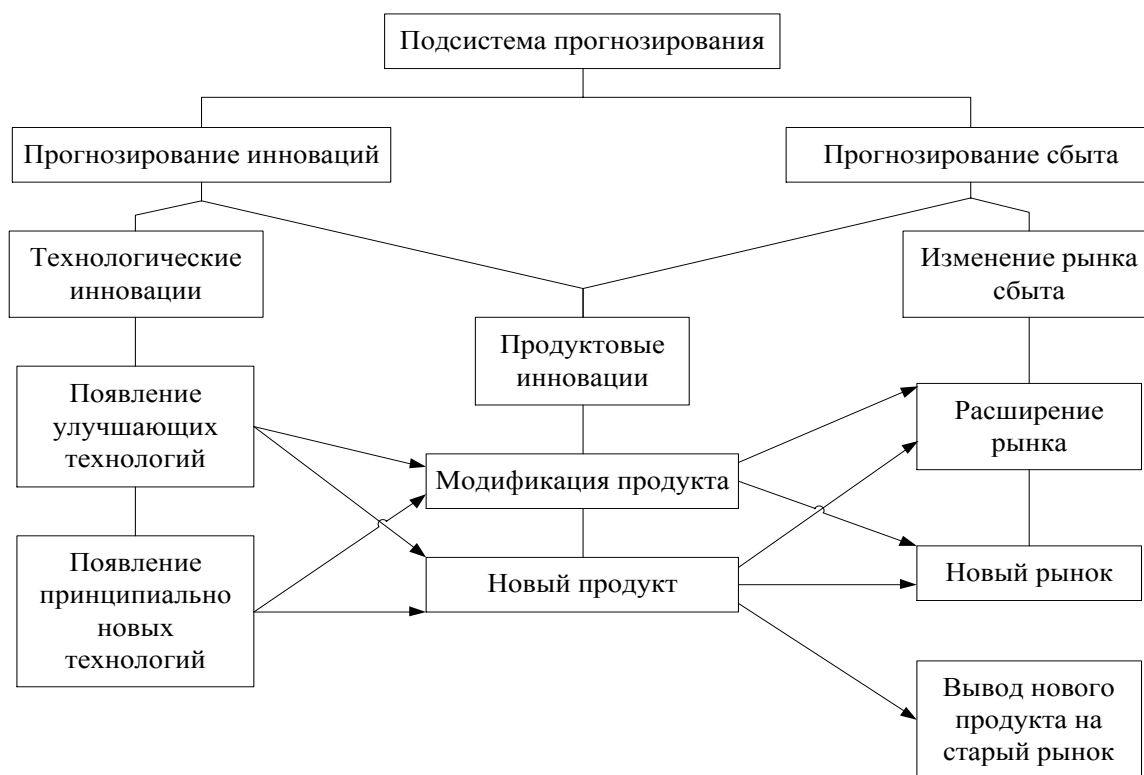 Подсистема прогнозирования
Прогнозирование инноваций
Прогнозирование сбыта
Технологические
инновации
Изменение рынка
сбыта
Продуктовые
инновации
Появление
улучшающих
технологий
Расширение
рынка
Модификация продукта
Появление
принципиально
новых
технологий
Новый продукт
Новый рынок
Вывод нового
продукта на
старый рынок